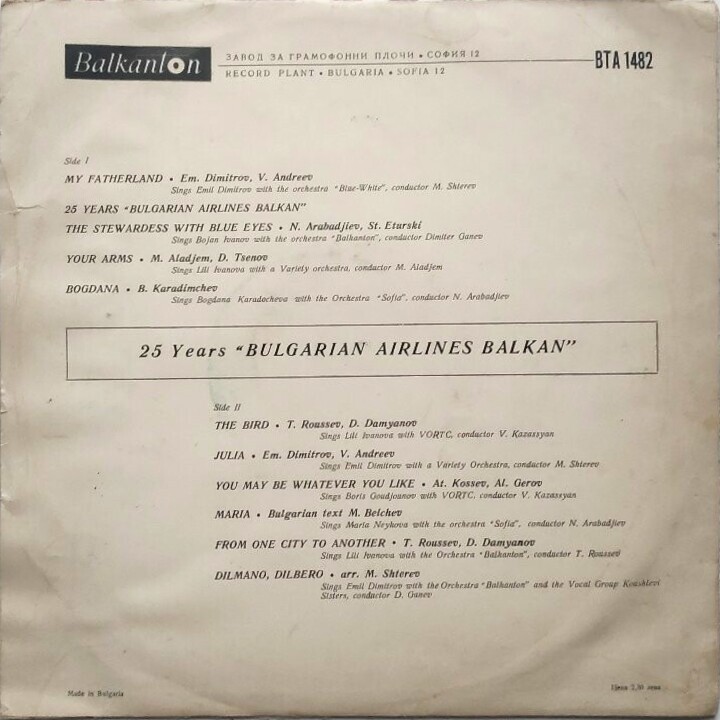 Balkanton
ЗАВОД ЗА ГРАМОФОННИ ПЛОЧИ • СОФИЯ 12
RECORD PLANT • BULGARIA • SOFIA 12
BTA 1482
Side I
MY FATHERLAND • Em. Dimitrov, V. Andreev
Sings Emil Dimitrov with the orchestra "Blue-White", conductor M. Shterev
25 YEARS "BULGARIAN AIRLINES BALKAN"
THE STEWARDESS WITH BLUE EYES • N. Arabadjiev, St. Eturski
Sings Bojan Ivanov with the orchestra "Balkanton", conductor Dimiter Ganev
YOUR ARMS • M. Aladjem, D. Tsenov
Sings Lili Ivanova with a Variety orchestra, conductor M. Aladjem
BOGDANA • B. Karadimchev
Sings Bogdana Karadocheva with the Orchestra "Sofia", conductor N. Arabadjiev
25 Years "BULGARIAN AIRLINES BALKAN"
Side II
THE BIRD • T. Roussev, D. Damyanov
Sings Lili Ivanova with VORTC, conductor V. Kazassyan
JULIA • Em. Dimitrov, V. Andreev
Sings Emil Dimitrov with a Variety Orchestra, conductor M. Shterev
YOU MAY BE WHATEVER YOU LIKE • At. Kossev, Al. Gerov
Sings Boris Goudjounov with VORTC, conductor V. Kazassyan
MARIA • Bulgarian text M. Belchev
Sings Maria Neykova with the orchestra "Sofia", conductor N. Arabadjiev
FROM ONE CITY TO ANOTHER • T. Roussev, D. Damyanov
Sings Lili Ivanova with the Orchestra "Balkanton", conductor T. Roussev
DILMANO, DILBERO • arr. M. Shterev
Sings Emil Dimitrov with the Orchestra "Balkanton" and the Vocal Group Koushlevi
Sisters, conductor D. Ganev
Made in Bulgaria
Цена 2,30 лева